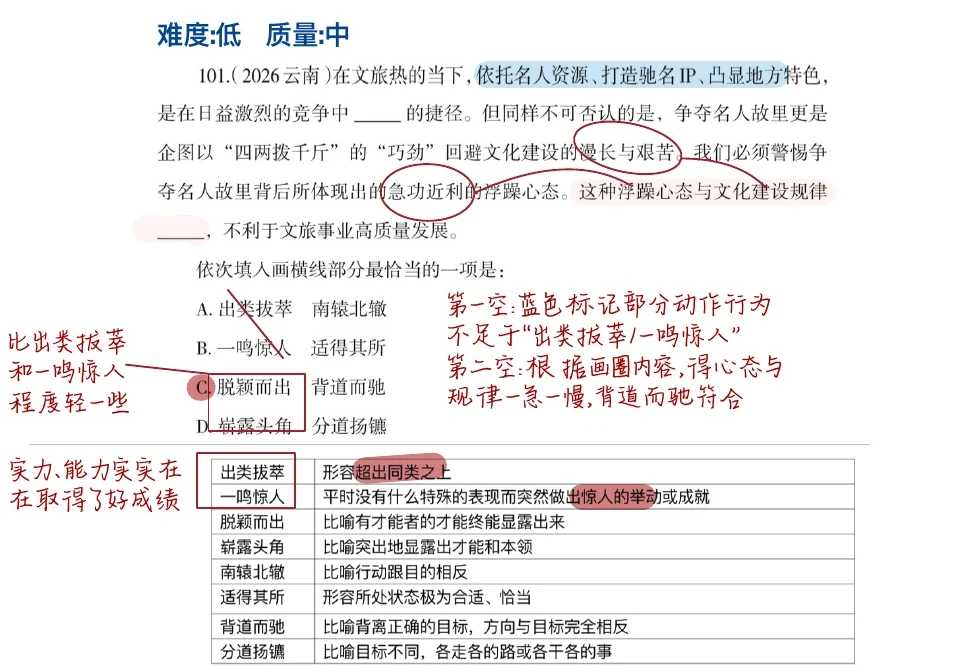 难度:低 质量:中
101.(2026云南)在文旅热的当下,依托名人资源、打造驰名IP、凸显地方特色,
是在日益激烈的竞争中_____的捷径。但同样不可否认的是，争夺名人故里更是
企图以“四两拨千斤”的“巧劲”回避文化建设的漫长与艰苦。我们必须警惕争
夺名人故里背后所体现出的急功近利的浮躁心态。这种浮躁心态与文化建设规律
_____，不利于文旅事业高质量发展。
依次填入画横线部分最恰当的一项是：
A. 出类拔萃 南辕北辙
B. 一鸣惊人 适得其所
C. 脱颖而出 背道而驰
D. 崭露头角 分道扬镳
第一空:蓝色标记部分动作行为
不足于“出类拔萃/一鸣惊人”
第二空:根据画圈内容,得心态与
规律一急一慢,背道而驰符合
比出类拔萃
和一鸣惊人
程度轻一些
实力、能力实实在
在取得了好成绩
出类拔萃 形容超出同类之上
一鸣惊人 平时没有什么特殊的表现而突然做出惊人的举动或成就
脱颖而出 比喻有才能者的才能终能显露出来
崭露头角 比喻突出地显露出才能和本领
南辕北辙 比喻行动跟目的相反
适得其所 形容所处状态极为合适、恰当
背道而驰 比喻背离正确的目标，方向与目标完全相反
分道扬镳 比喻目标不同，各走各的路或各干各的事